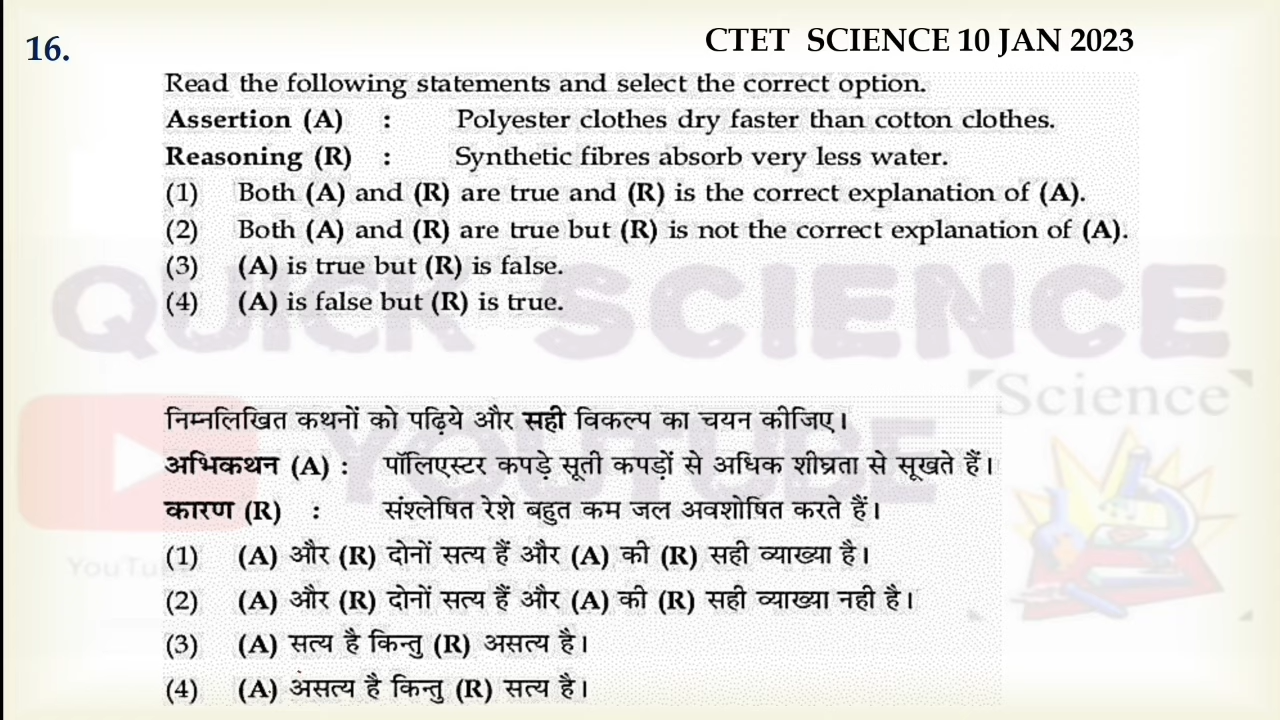 16.
CTET SCIENCE 10 JAN 2023
Read the following statements and select the correct option.
Assertion (A) : Polyester clothes dry faster than cotton clothes.
Reasoning (R) : Synthetic fibres absorb very less water.
(1) Both (A) and (R) are true and (R) is the correct explanation of (A).
(2) Both (A) and (R) are true but (R) is not the correct explanation of (A).
(3) (A) is true but (R) is false.
(4) (A) is false but (R) is true.
QUICK SCIENCE
Science
निम्नलिखित कथनों को पढ़िये और सही विकल्प का चयन कीजिए।
YOUTUBE
अभिकथन (A) : पॉलिएस्टर कपड़े सूती कपड़ों से अधिक शीघ्रता से सूखते हैं।
कारण (R) : संश्लेषित रेशे बहुत कम जल अवशोषित करते हैं।
(1) (A) और (R) दोनों सत्य हैं और (A) की (R) सही व्याख्या है।
YouTube
(2) (A) और (R) दोनों सत्य हैं और (A) की (R) सही व्याख्या नही है।
(3) (A) सत्य है किन्तु (R) असत्य है।
(4) (A) असत्य है किन्तु (R) सत्य है।